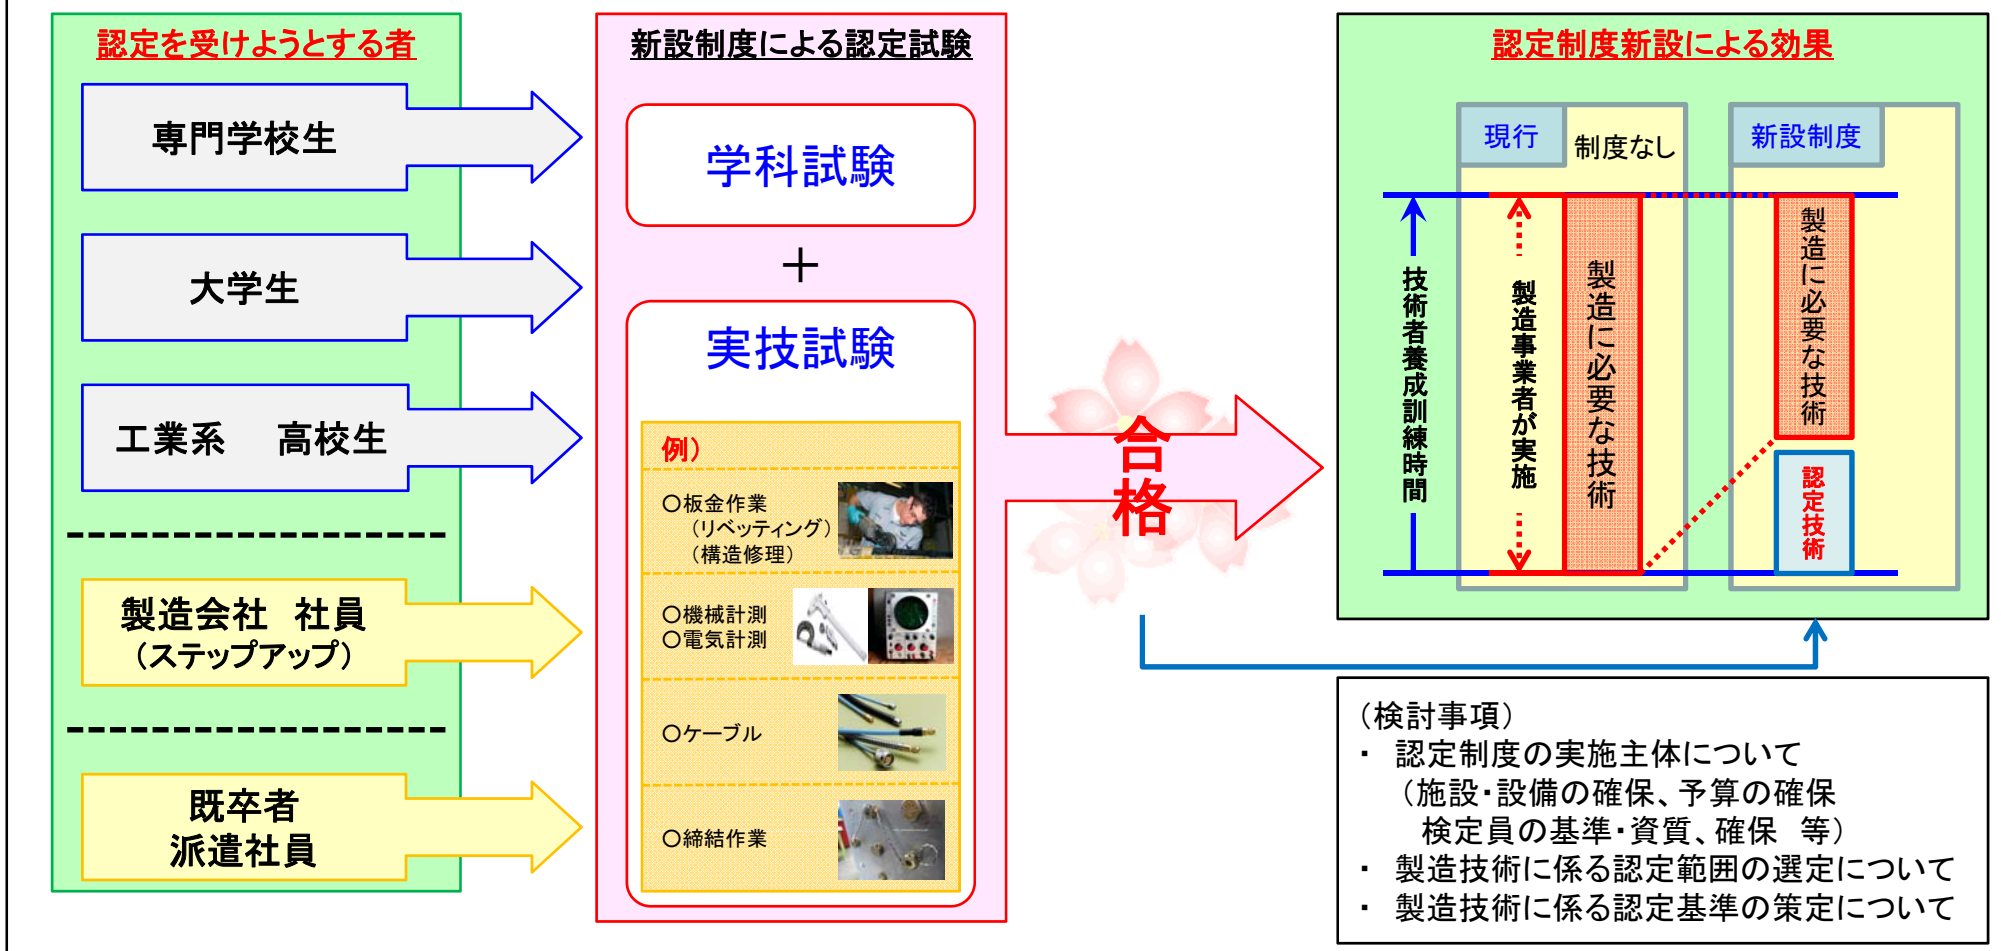 認定を受けようとする者
専門学校生
大学生
工業系　高校生
製造会社　社員
（ステップアップ）
既卒者
派遣社員
新設制度による認定試験
学科試験
＋
実技試験
例）
○板金作業
（リベッティング）
（構造修理）
○機械計測
○電気計測
○ケーブル
○締結作業
合格
認定制度新設による効果
現行
制度なし
新設制度
技術者養成訓練時間
製造事業者が実施
製造に必要な技術
製造に必要な技術
認定技術
（検討事項）
・　認定制度の実施主体について
（施設・設備の確保、予算の確保
検定員の基準・資質、確保　等）
・　製造技術に係る認定範囲の選定について
・　製造技術に係る認定基準の策定について